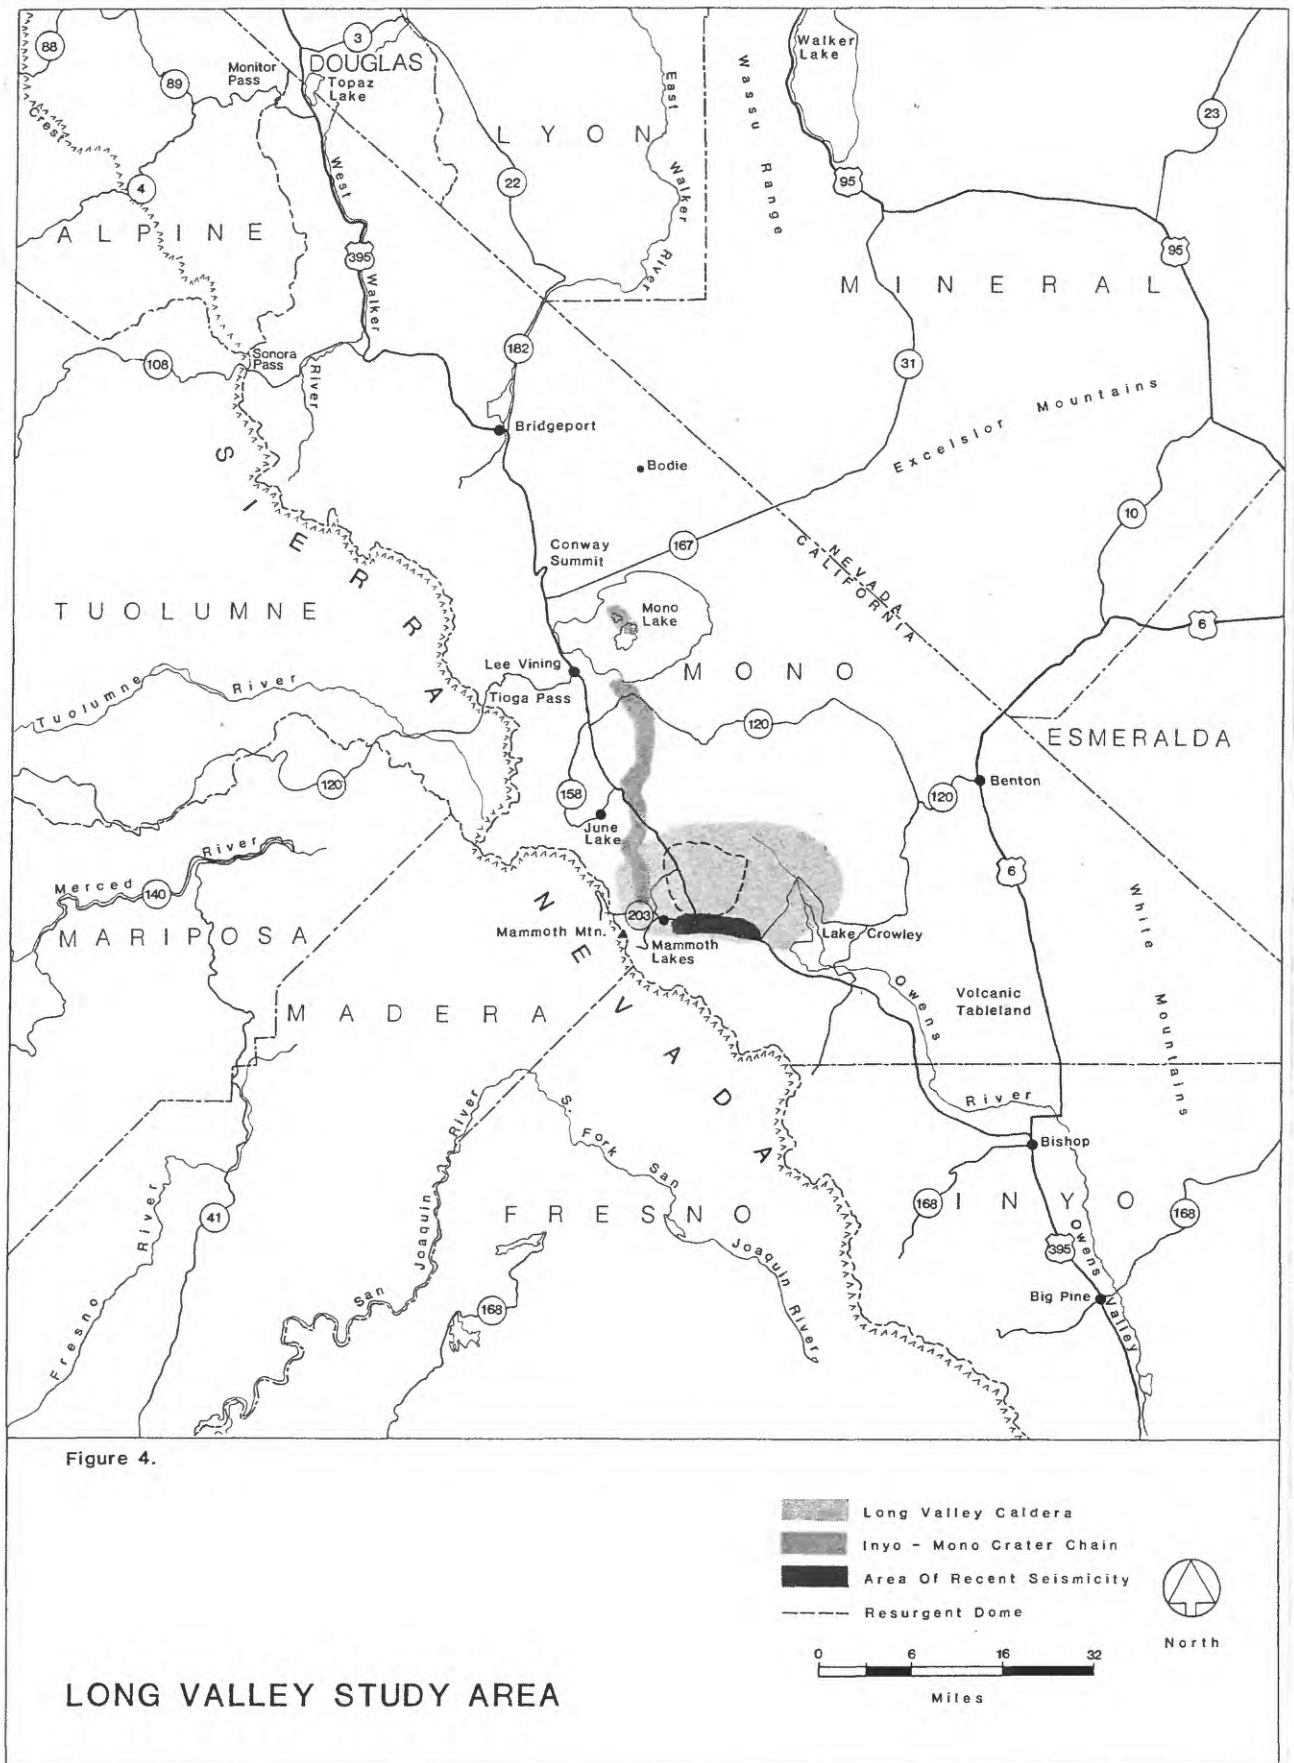 88
3
Monitor
Pass
DOUGLAS
Topaz
Lake
89
Crest
4
ALPINE
West
Walker
395
LYON
22
East
Walker
River
Wassu Range
Walker
Lake
95
23
95
MINERAL
31
Excelsior Mountains
108
Sonora
Pass
River
182
Bridgeport
Bodie
10
Conway
Summit
167
NEVADA
CALIFORNIA
6
SIERRA
TUOLUMNE
Mono
Lake
Lee Vining
Tioga Pass
MONO
Tuolumne River
120
120
ESMERALDA
158
June
Lake
120
Benton
6
Merced River
140
MARIPOSA
203
Mammoth Mtn.
Mammoth
Lakes
Lake Crowley
NEVADA
White Mountains
Owens
Volcanic
Tableland
MADERA
River
Bishop
S. Fork San Joaquin River
San Joaquin River
FRESNO
168
INYO
168
41
Fresno River
395
Owens Valley
Big Pine
168
Figure 4.
Long Valley Caldera
Inyo - Mono Crater Chain
Area Of Recent Seismicity
Resurgent Dome
North
0 6 16 32
Miles
LONG VALLEY STUDY AREA